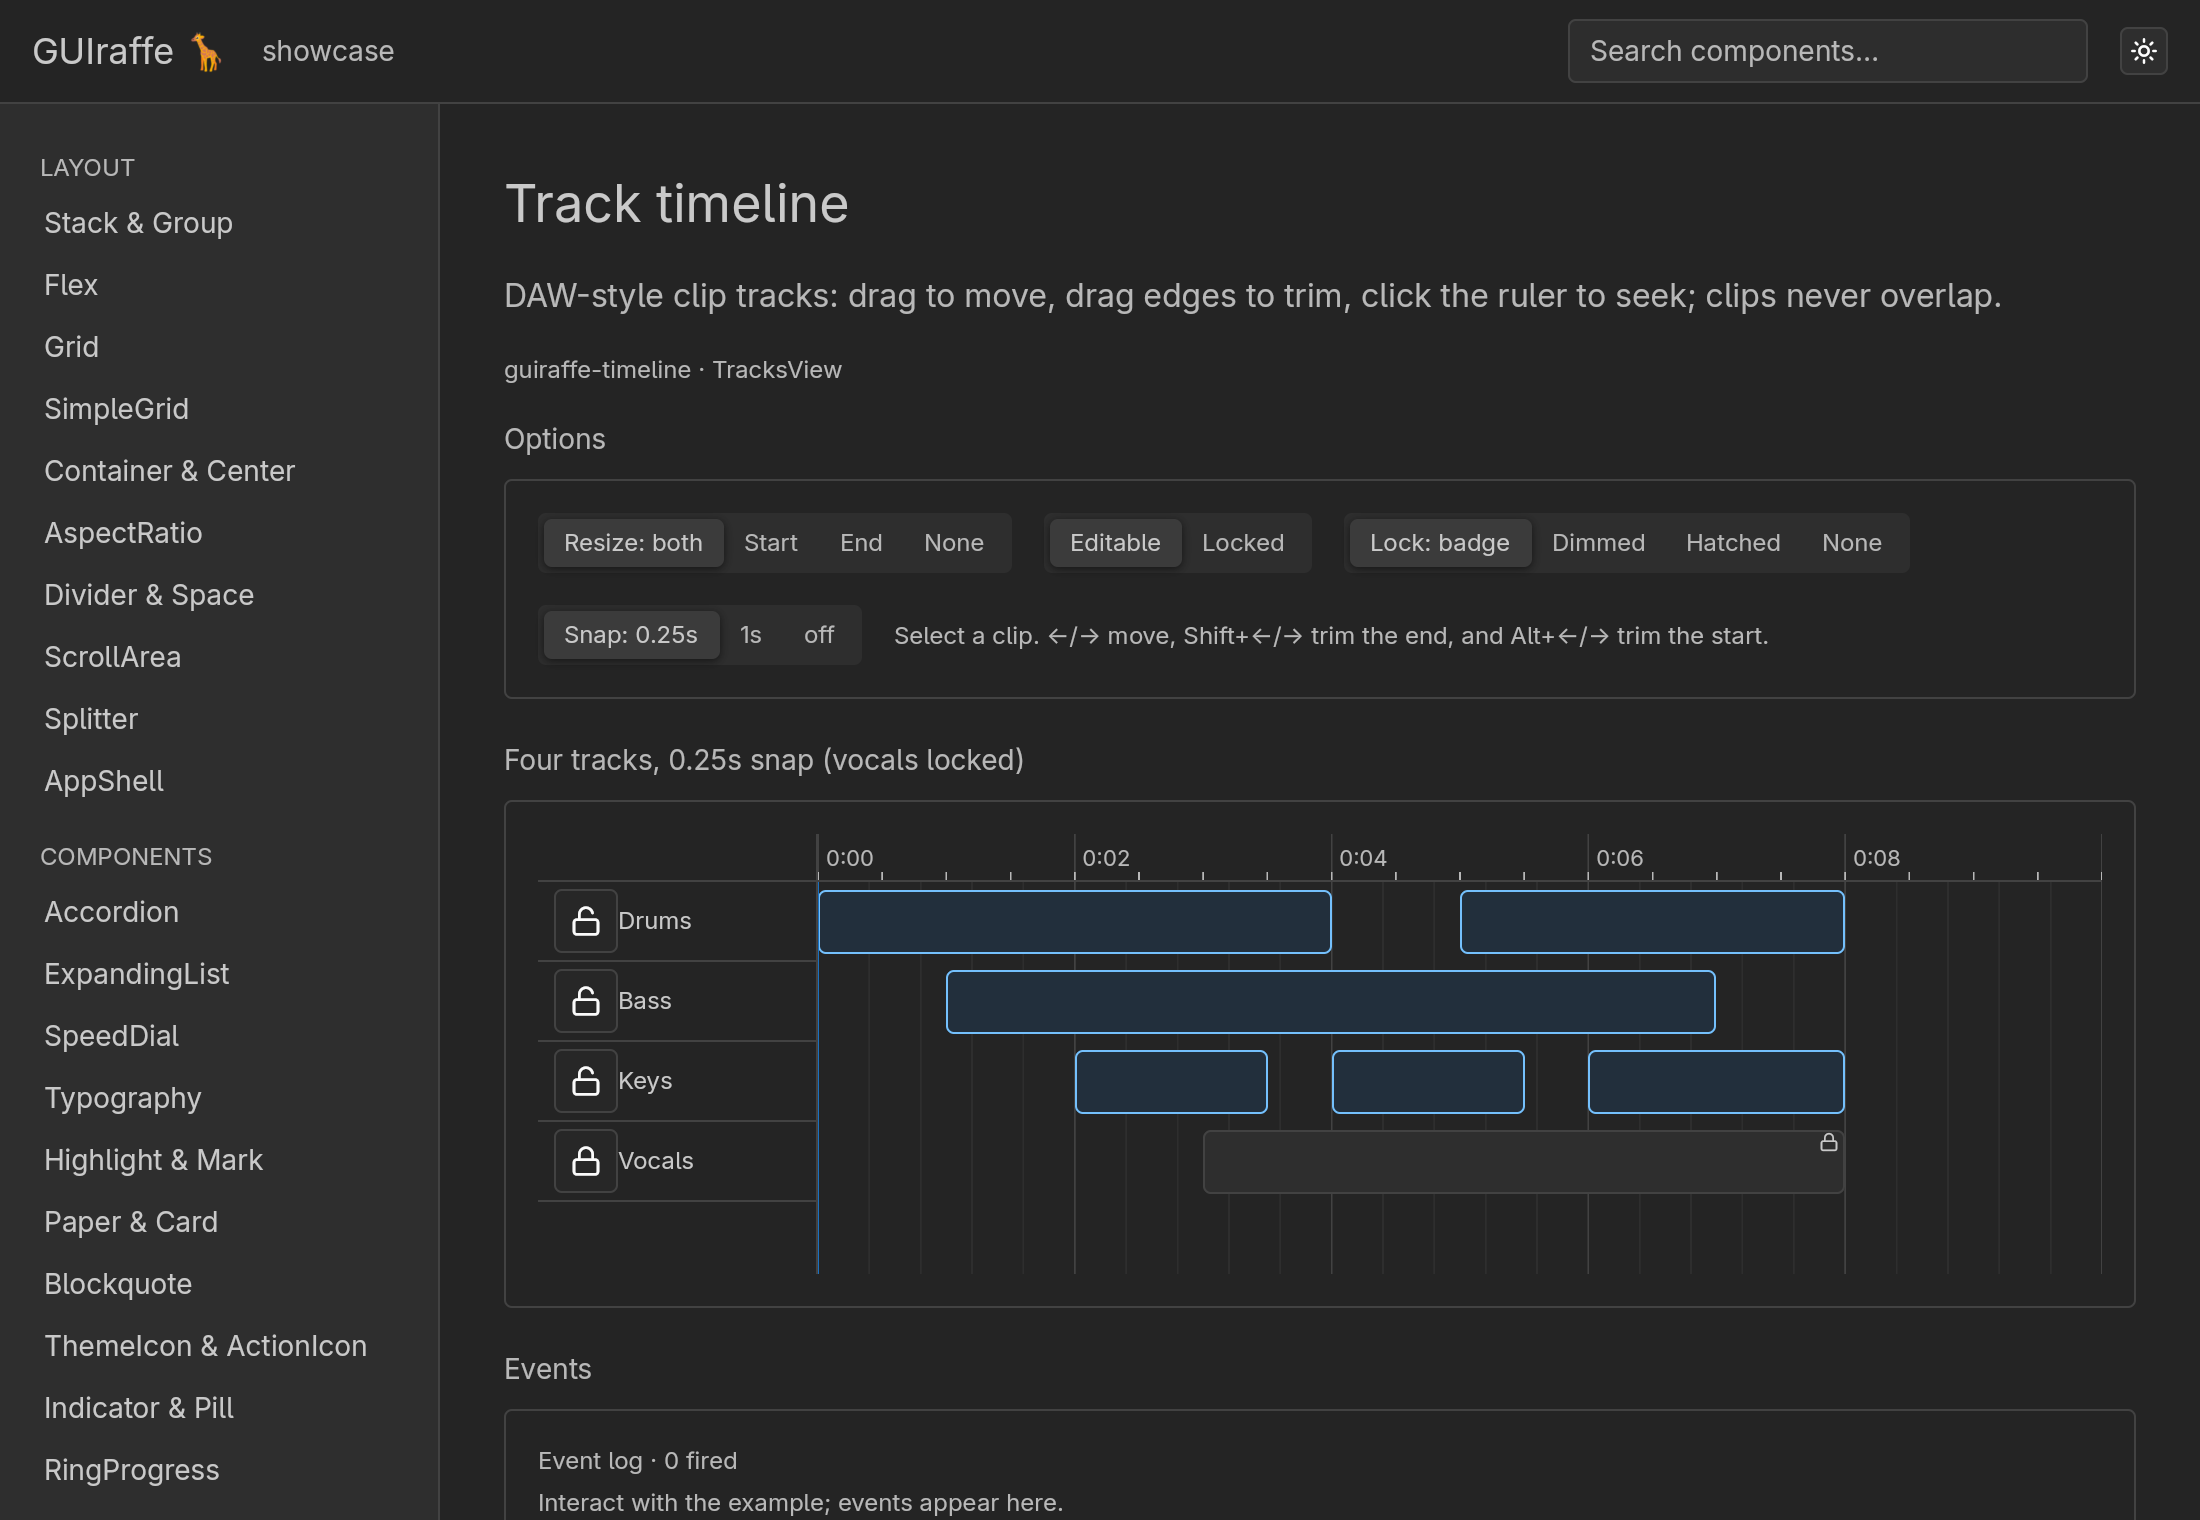 GUIraffe 🦒 showcase
Search components...
LAYOUT
Stack & Group
Flex
Grid
SimpleGrid
Container & Center
AspectRatio
Divider & Space
ScrollArea
Splitter
AppShell
COMPONENTS
Accordion
ExpandingList
SpeedDial
Typography
Highlight & Mark
Paper & Card
Blockquote
ThemeIcon & ActionIcon
Indicator & Pill
RingProgress
Track timeline
DAW-style clip tracks: drag to move, drag edges to trim, click the ruler to seek; clips never overlap.
guiraffe-timeline · TracksView
Options
Resize: both Start End None Editable Locked Lock: badge Dimmed Hatched None
Snap: 0.25s 1s off Select a clip. ←/→ move, Shift+←/→ trim the end, and Alt+←/→ trim the start.
Four tracks, 0.25s snap (vocals locked)
0:00 0:02 0:04 0:06 0:08
Drums
Bass
Keys
Vocals
Events
Event log · 0 fired
Interact with the example; events appear here.